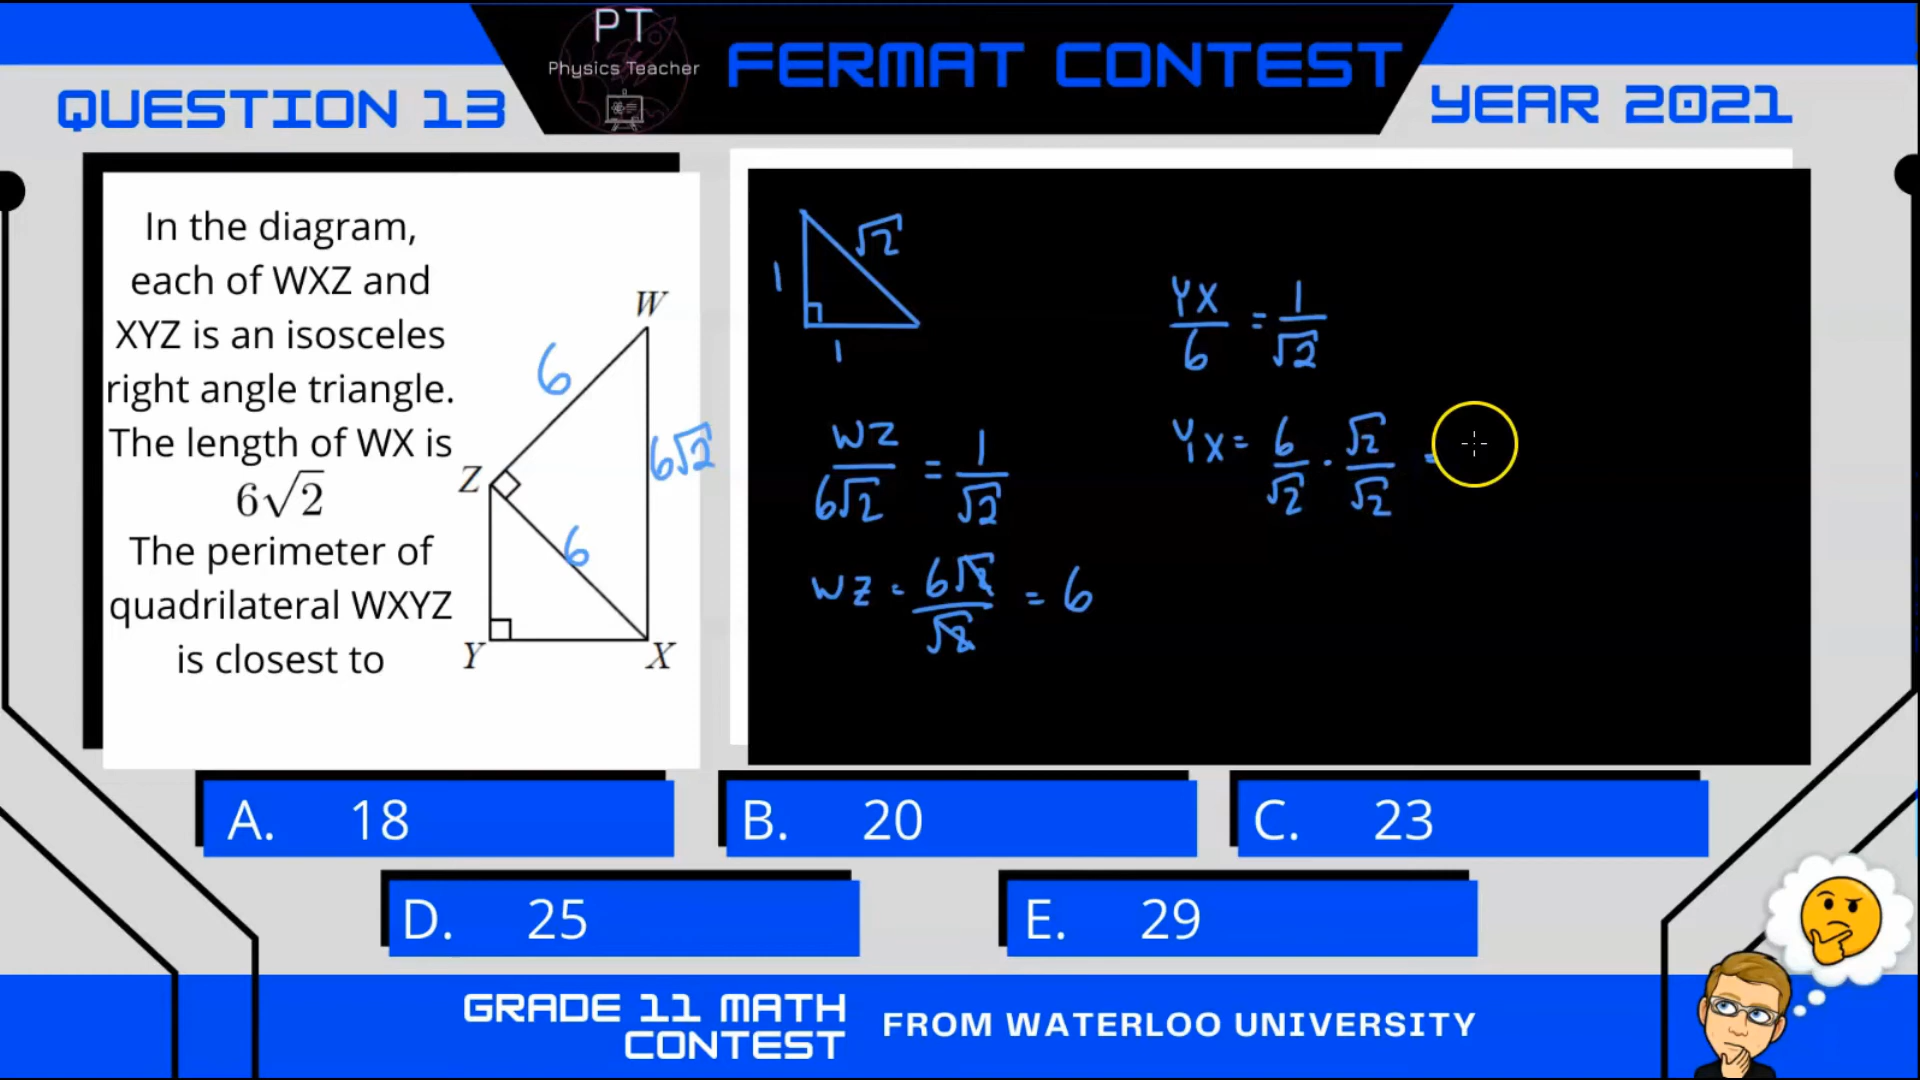 PT
Physics Teacher
FERMAT CONTEST
QUESTION 13
YEAR 2021
In the diagram,
each of WXZ and
XYZ is an isosceles
right angle triangle.
The length of WX is
6√2
The perimeter of
quadrilateral WXYZ
is closest to
W
6
6√2
Z
6
Y
X
√2
1
1
WZ/6√2 = 1/√2
WZ = 6√2/√2 = 6
YX/6 = 1/√2
YX = 6/√2 · √2/√2 =
A. 18
B. 20
C. 23
D. 25
E. 29
GRADE 11 MATH
CONTEST
FROM WATERLOO UNIVERSITY